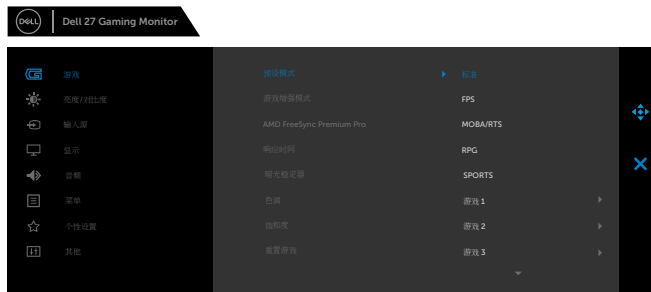 DELL
Dell 27 Gaming Monitor
游戏
亮度/对比度
输入源
显示
音频
菜单
个性设置
其他
预设模式
游戏增强模式
AMD FreeSync Premium Pro
响应时间
暗光稳定器
色调
饱和度
重置游戏
标准
FPS
MOBA/RTS
RPG
SPORTS
游戏 1
游戏 2
游戏 3